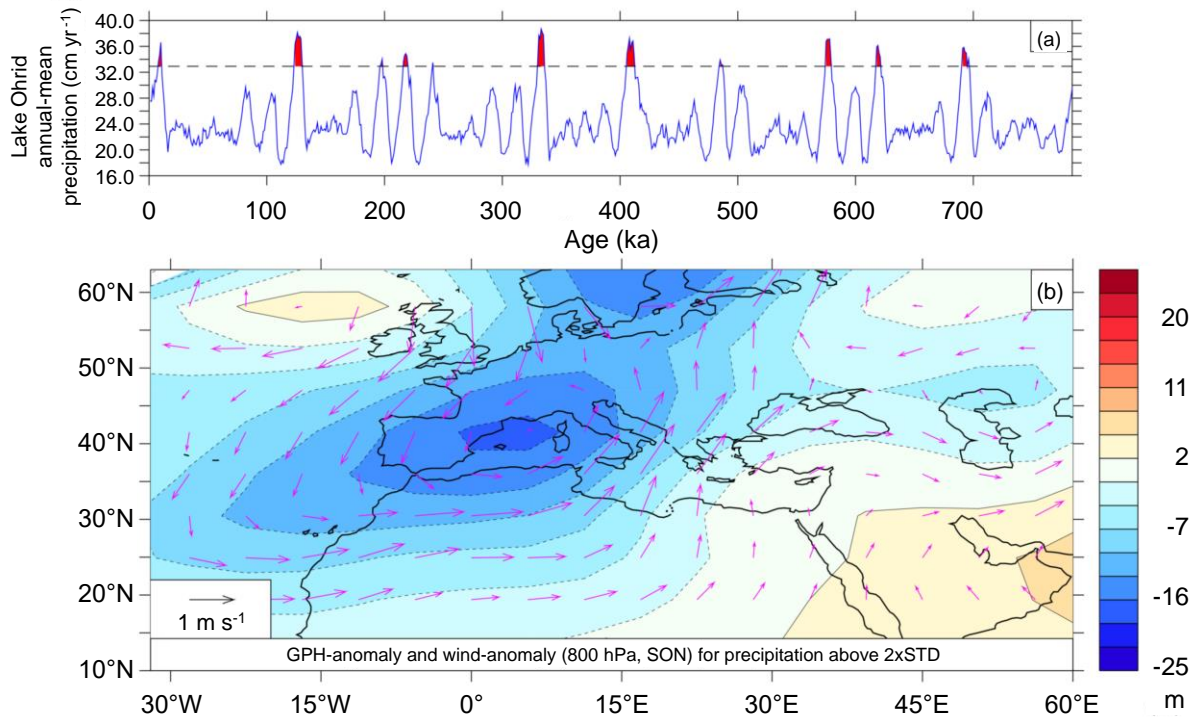 Lake Ohrid
annual-mean
precipitation (cm yr⁻¹)
40.0
36.0
32.0
28.0
24.0
20.0
16.0
(a)
0 100 200 300 400 500 600 700
Age (ka)
60°N
50°N
40°N
30°N
20°N
10°N
(b)
1 m s⁻¹
GPH-anomaly and wind-anomaly (800 hPa, SON) for precipitation above 2xSTD
30°W 15°W 0° 15°E 30°E 45°E 60°E
20
11
2
-7
-16
-25
m